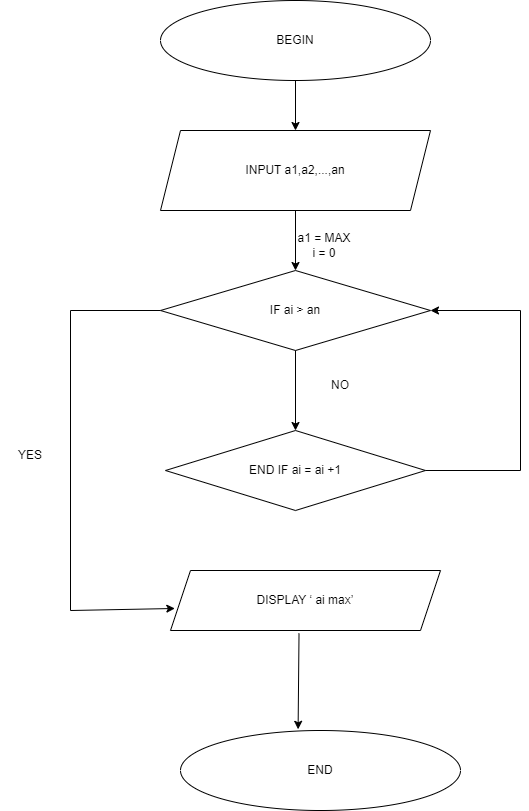 BEGIN
INPUT a1,a2,...,an
a1 = MAX
i = 0
IF ai > an
NO
YES
END IF ai = ai +1
DISPLAY ‘ ai max’
END